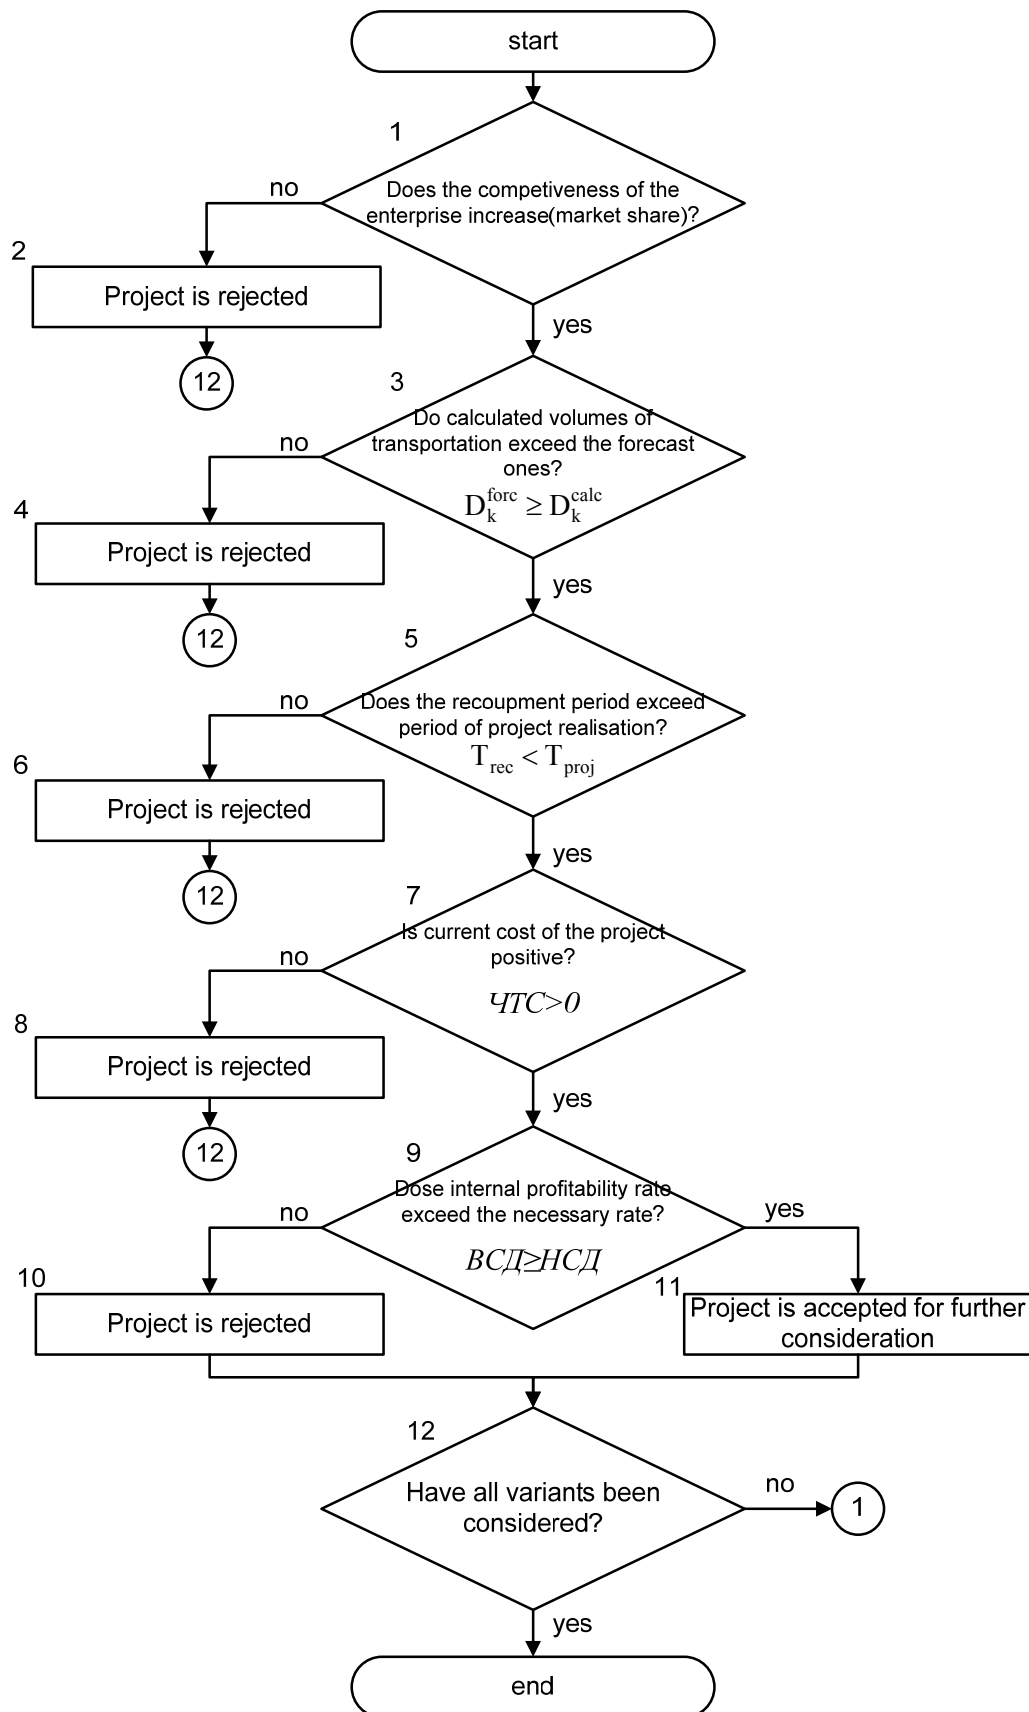 start
1
Does the competiveness of the
enterprise increase(market share)?
no
2
Project is rejected
yes
12
3
Do calculated volumes of
transportation exceed the forecast
ones?
D_k^forc ≥ D_k^calc
no
4
Project is rejected
yes
12
5
Does the recoupment period exceed
period of project realisation?
T_rec < T_proj
no
6
Project is rejected
yes
12
7
Is current cost of the project
positive?
ЧТС>0
no
8
Project is rejected
yes
12
9
Dose internal profitability rate
exceed the necessary rate?
ВСД≥НСД
no
yes
10
Project is rejected
11
Project is accepted for further
consideration
12
Have all variants been
considered?
no
1
yes
end